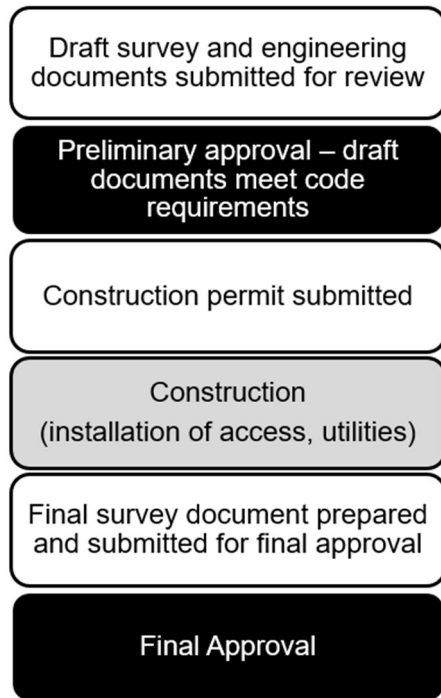 Draft survey and engineering
documents submitted for review
Preliminary approval – draft
documents meet code
requirements
Construction permit submitted
Construction
(installation of access, utilities)
Final survey document prepared
and submitted for final approval
Final Approval